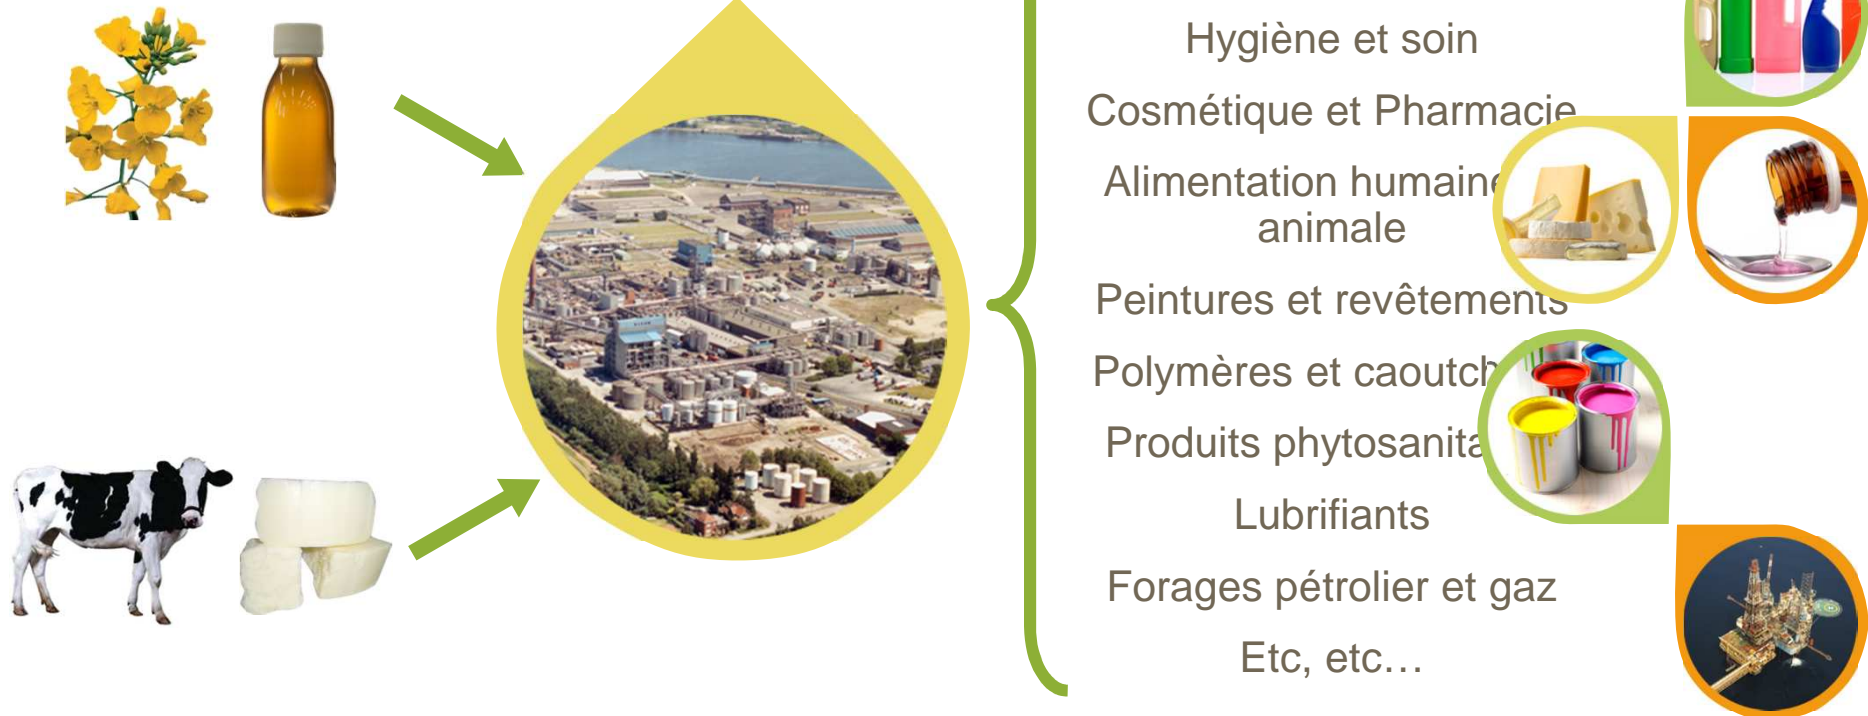 Hygiène et soin
Cosmétique et Pharmacie
Alimentation humaine
animale
Peintures et revêtements
Polymères et
Produits
Lubrifiants
Forages pétrolier et gaz
Etc, etc…